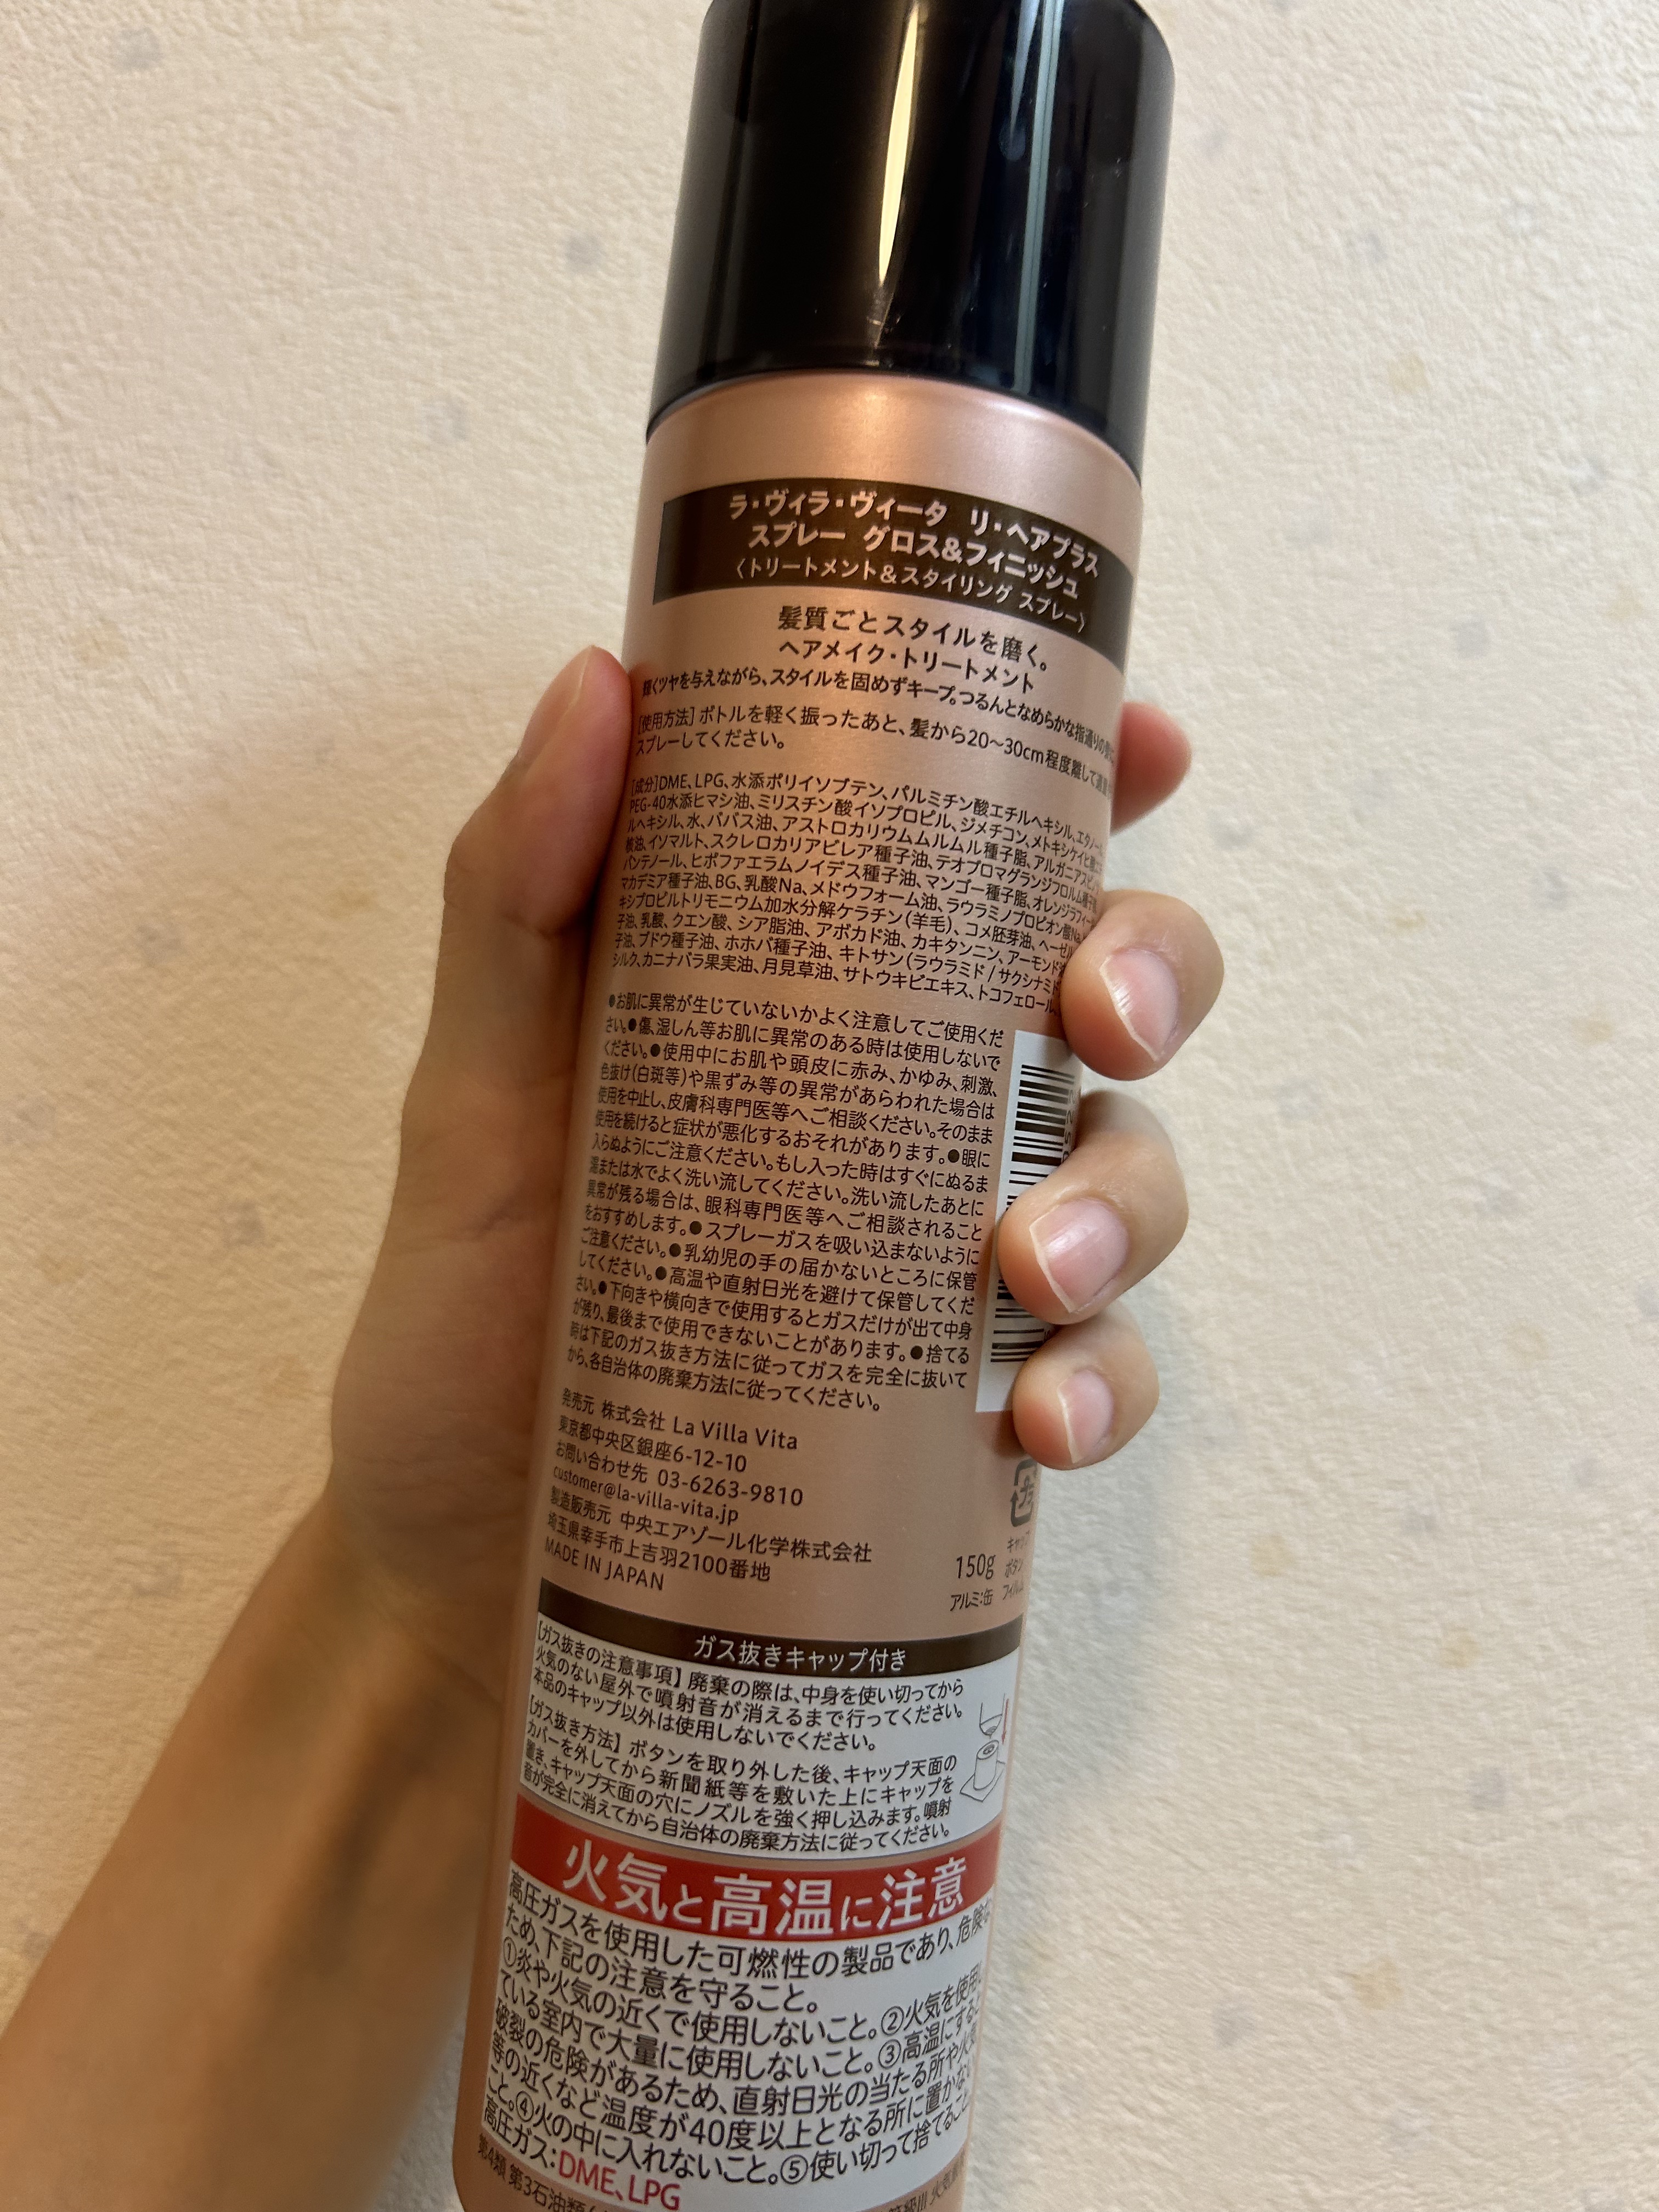 ラ・ヴィラ・ヴィータ リ・ヘアプラス
スプレー グロス&フィニッシュ
〈トリートメント&スタイリング スプレー〉
髪質ごとスタイルを磨く。
ヘアメイク・トリートメント
輝くツヤを与えながら、スタイルを固めずキープ。つるんとなめらかな指通りの
[使用方法]ボトルを軽く振ったあと、髪から20〜30cm程度離して適量
スプレーしてください。
[成分]DME、LPG、水添ポリイソブテン、パルミチン酸エチルヘキシル、エタノール
PEG-40水添ヒマシ油、ミリスチン酸イソプロピル、ジメチコン、メトキシケイヒ酸エ
ルヘキシル、水、ババス油、アストロカリウムムルムル種子脂、アルガニアスピ
核油、イソマルト、スクレロカリアビレア種子油、テオブロマグランジフロルム種子脂
パンテノール、ヒポファエラムノイデス種子油、マンゴー種子脂、オレンジラフィー
マカデミア種子油、BG、乳酸Na、メドウフォーム油、ラウラミノプロピオン酸Na、
キシプロピルトリモニウム加水分解ケラチン(羊毛)、コメ胚芽油、ヘーゼル
子油、乳酸、クエン酸、シア脂油、アボカド油、カキタンニン、アーモンド
子油、ブドウ種子油、ホホバ種子油、キトサン(ラウラミド/サクシナミド
シルク、カニナバラ果実油、月見草油、サトウキビエキス、トコフェロール
●お肌に異常が生じていないかよく注意してご使用くだ
さい。●傷、湿しん等お肌に異常のある時は使用しないで
ください。●使用中にお肌や頭皮に赤み、かゆみ、刺激、
色抜け(白斑等)や黒ずみ等の異常があらわれた場合は
使用を中止し、皮膚科専門医等へご相談ください。そのまま
使用を続けると症状が悪化するおそれがあります。●眼に
入らぬようにご注意ください。もし入った時はすぐにぬるま
湯または水でよく洗い流してください。洗い流したあとに
異常が残る場合は、眼科専門医等へご相談されること
をおすすめします。●スプレーガスを吸い込まないように
ご注意ください。●乳幼児の手の届かないところに保管
してください。●高温や直射日光を避けて保管してくだ
さい。●下向きや横向きで使用するとガスだけが出て中身
が残り、最後まで使用できないことがあります。●捨てる
時は下記のガス抜き方法に従ってガスを完全に抜いて
から、各自治体の廃棄方法に従ってください。
発売元 株式会社 La Villa Vita
東京都中央区銀座6-12-10
お問い合わせ先 03-6263-9810
customer@la-villa-vita.jp
製造販売元 中央エアゾール化学株式会社
埼玉県幸手市上吉羽2100番地
MADE IN JAPAN
150g
アルミ缶
キャップ
ボタン
フィルム
ガス抜きキャップ付き
【ガス抜きの注意事項】廃棄の際は、中身を使い切ってから
火気のない屋外で噴射音が消えるまで行ってください。
本品のキャップ以外は使用しないでください。
【ガス抜き方法】ボタンを取り外した後、キャップ天面の
カバーを外してから新聞紙等を敷いた上にキャップを
置き、キャップ天面の穴にノズルを強く押し込みます。噴射
音が完全に消えてから自治体の廃棄方法に従ってください。
火気と高温に注意
高圧ガスを使用した可燃性の製品であり、危険な
ため、下記の注意を守ること。
①炎や火気の近くで使用しないこと。②火気を使用し
ている室内で大量に使用しないこと。③高温にすると
破裂の危険があるため、直射日光の当たる所や火気
等の近くなど温度が40度以上となる所に置かない
こと。④火の中に入れないこと。⑤使い切って捨てること
高圧ガス:DME、LPG
第4類 第3石油類